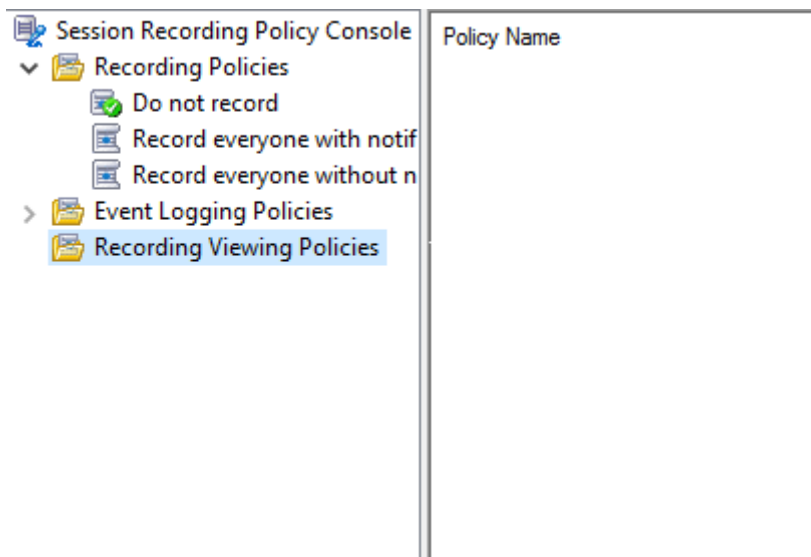 Session Recording Policy Console
Policy Name
Recording Policies
Do not record
Record everyone with notif
Record everyone without n
Event Logging Policies
Recording Viewing Policies